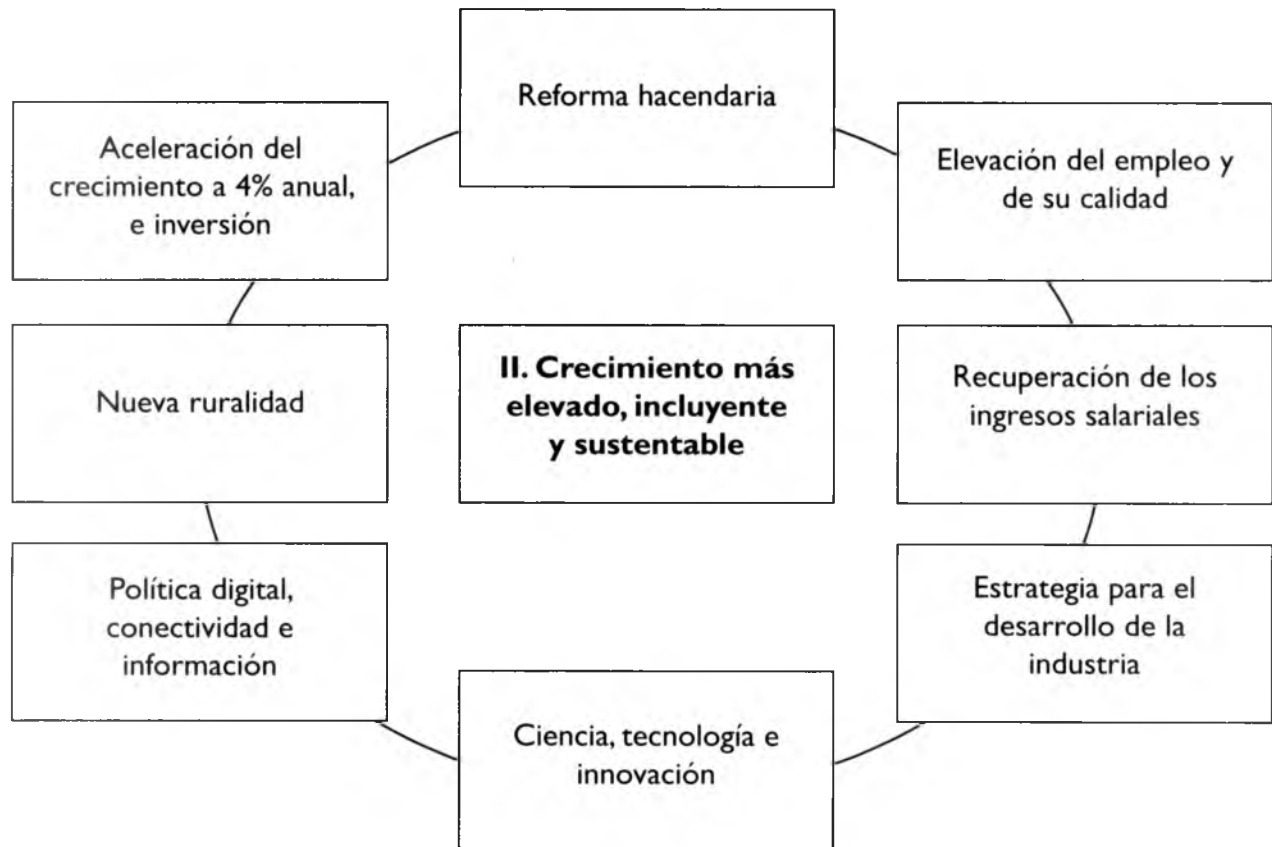 Reforma hacendaria
Aceleración del
crecimiento a 4% anual,
e inversión
Elevación del empleo y
de su calidad
Nueva ruralidad
II. Crecimiento más
elevado, incluyente
y sustentable
Recuperación de los
ingresos salariales
Política digital,
conectividad e
información
Estrategia para el
desarrollo de la
industria
Ciencia, tecnología e
innovación